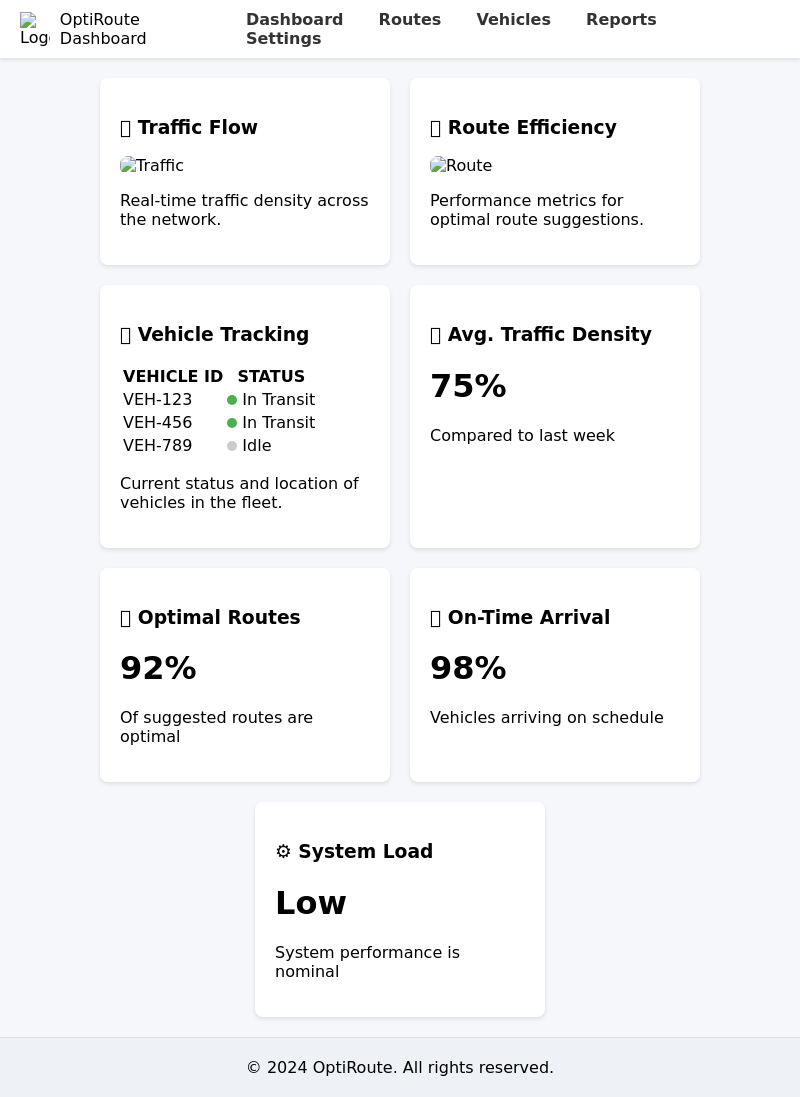 Logo
OptiRoute
Dashboard
Dashboard Routes Vehicles Reports
Settings
Traffic Flow
Traffic
Real-time traffic density across
the network.
Route Efficiency
Route
Performance metrics for
optimal route suggestions.
Vehicle Tracking
VEHICLE ID STATUS
VEH-123 In Transit
VEH-456 In Transit
VEH-789 Idle
Current status and location of
vehicles in the fleet.
Avg. Traffic Density
75%
Compared to last week
Optimal Routes
92%
Of suggested routes are
optimal
On-Time Arrival
98%
Vehicles arriving on schedule
⚙ System Load
Low
System performance is
nominal
© 2024 OptiRoute. All rights reserved.